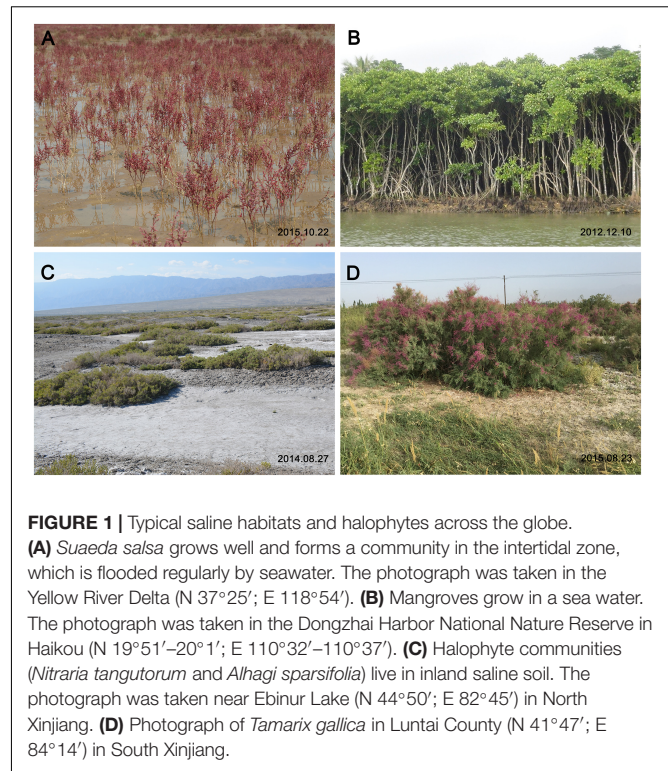 A
B
2015.10.22
2012.12.10
C
D
2014.08.27
2015.08.23
FIGURE 1 | Typical saline habitats and halophytes across the globe.
(A) Suaeda salsa grows well and forms a community in the intertidal zone,
which is flooded regularly by seawater. The photograph was taken in the
Yellow River Delta (N 37°25′; E 118°54′). (B) Mangroves grow in a sea water.
The photograph was taken in the Dongzhai Harbor National Nature Reserve in
Haikou (N 19°51′–20°1′; E 110°32′–110°37′). (C) Halophyte communities
(Nitraria tangutorum and Alhagi sparsifolia) live in inland saline soil. The
photograph was taken near Ebinur Lake (N 44°50′; E 82°45′) in North
Xinjiang. (D) Photograph of Tamarix gallica in Luntai County (N 41°47′; E
84°14′) in South Xinjiang.